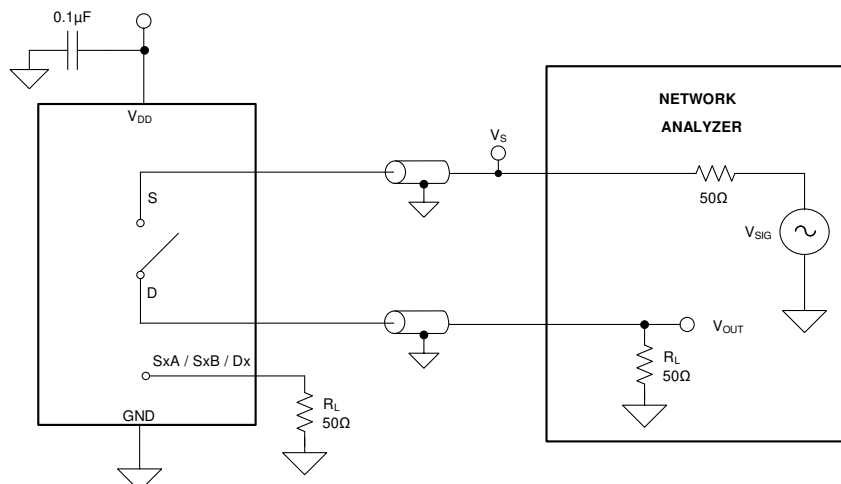 0.1µF
VDD
S
D
SxA / SxB / Dx
GND
RL
50Ω
VS
NETWORK
ANALYZER
50Ω
VSIG
VOUT
RL
50Ω